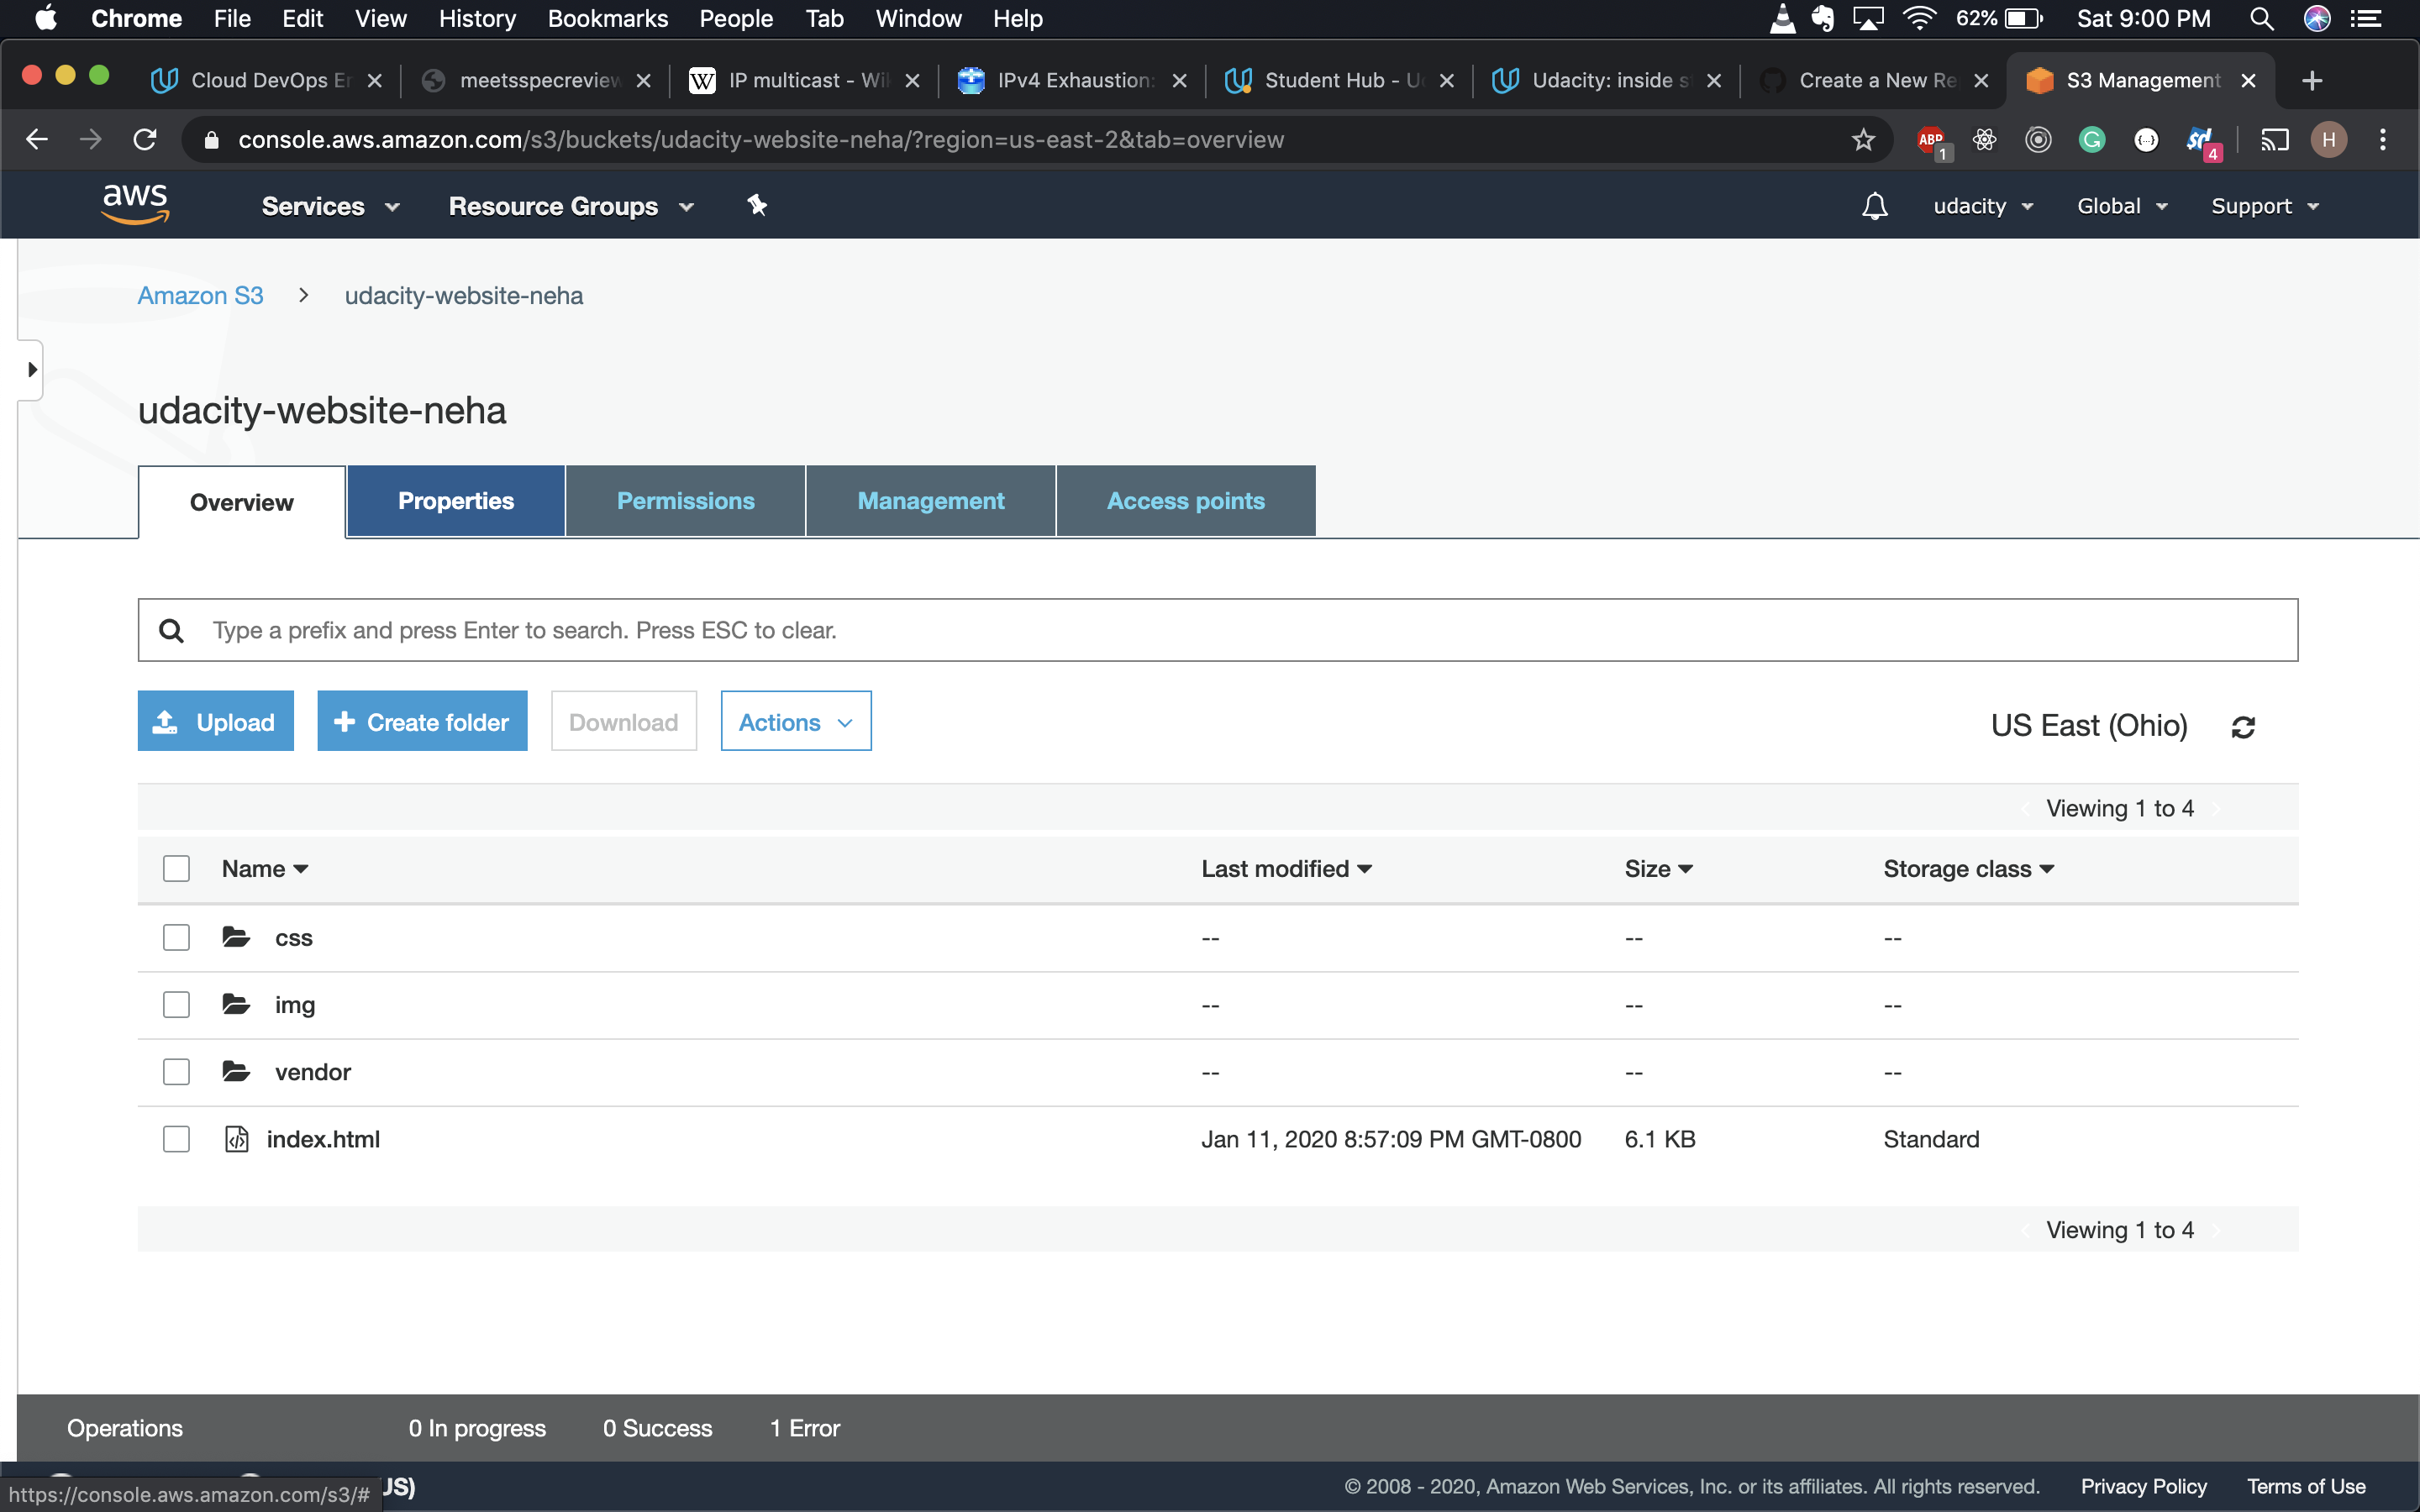 Chrome File Edit View History Bookmarks People Tab Window Help 62% Sat 9:00 PM
Cloud DevOps En meetsspecreview W IP multicast - Wik IPv4 Exhaustion: Student Hub - Ud Udacity: inside st Create a New Re S3 Management
console.aws.amazon.com/s3/buckets/udacity-website-neha/?region=us-east-2&tab=overview ABP 1 G 4 H
aws Services Resource Groups udacity Global Support
Amazon S3 > udacity-website-neha
udacity-website-neha
Overview Properties Permissions Management Access points
Type a prefix and press Enter to search. Press ESC to clear.
Upload + Create folder Download Actions US East (Ohio)
Viewing 1 to 4
Name Last modified Size Storage class
css -- -- --
img -- -- --
vendor -- -- --
index.html Jan 11, 2020 8:57:09 PM GMT-0800 6.1 KB Standard
Viewing 1 to 4
Operations 0 In progress 0 Success 1 Error
https://console.aws.amazon.com/s3/# US) © 2008 - 2020, Amazon Web Services, Inc. or its affiliates. All rights reserved. Privacy Policy Terms of Use